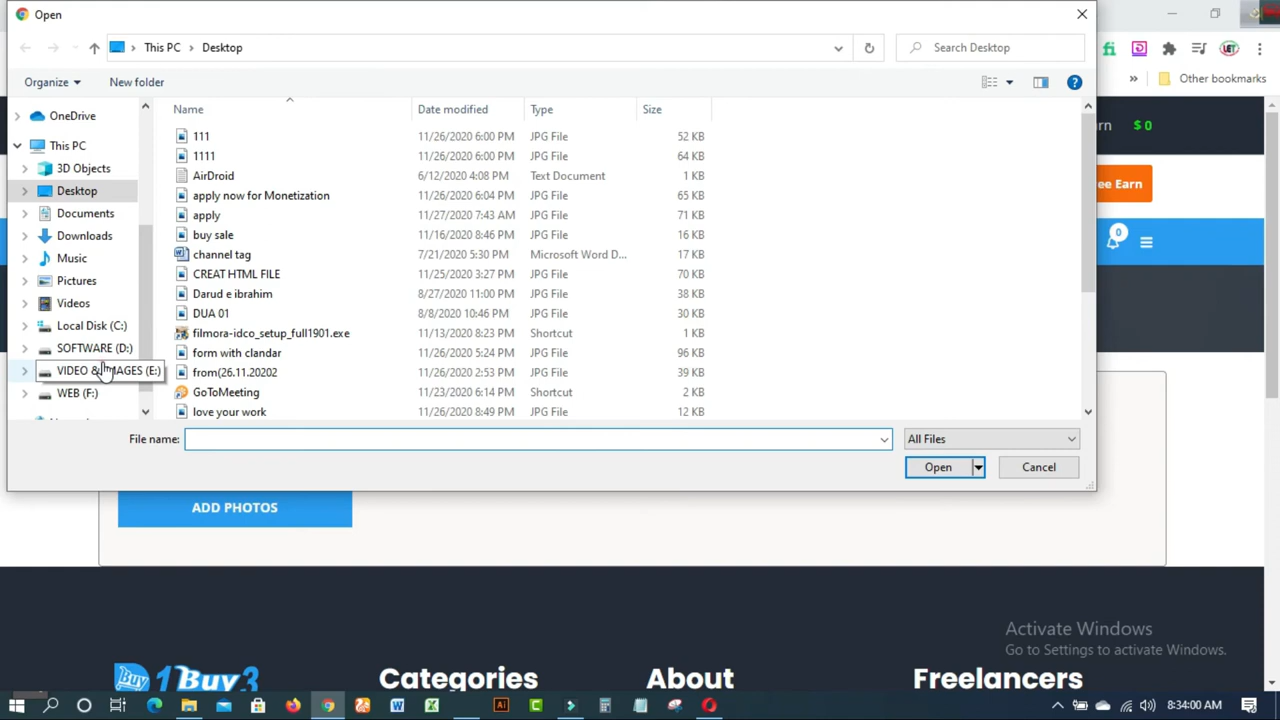 Open
This PC
Desktop
Search Desktop
Organize
New folder
Other bookmarks
OneDrive
This PC
3D Objects
Desktop
Documents
Downloads
Music
Pictures
Videos
Local Disk (C:)
SOFTWARE (D:)
(E:)
WEB (F:)
Name Date modified Type Size
111 11/26/2020 6:00 PM JPG File 52 KB
1111 11/26/2020 6:00 PM JPG File 64 KB
AirDroid 6/12/2020 4:08 PM Text Document 1 KB
apply now for Monetization 11/26/2020 6:04 PM JPG File 65 KB
apply 11/27/2020 7:43 AM JPG File 71 KB
buy sale 11/16/2020 8:46 PM JPG File 16 KB
channel tag 7/21/2020 5:30 PM Microsoft Word D... 17 KB
CREAT HTML FILE 11/25/2020 3:27 PM JPG File 70 KB
Darud e ibrahim 8/27/2020 11:00 PM JPG File 38 KB
DUA 01 8/8/2020 10:46 PM JPG File 30 KB
filmora-idco_setup_full1901.exe 11/13/2020 8:23 PM Shortcut 1 KB
form with clandar 11/26/2020 5:24 PM JPG File 96 KB
from(26.11.20202 11/26/2020 2:53 PM JPG File 39 KB
GoToMeeting 11/23/2020 6:14 PM Shortcut 2 KB
love your work 11/26/2020 8:49 PM JPG File 12 KB
File name:
All Files
Open
Cancel
rn $ 0
ee Earn
0
ADD PHOTOS
Activate Windows
Go to Settings to activate Windows.
1Buy3
Categories
About
Freelancers
8:34:00 AM